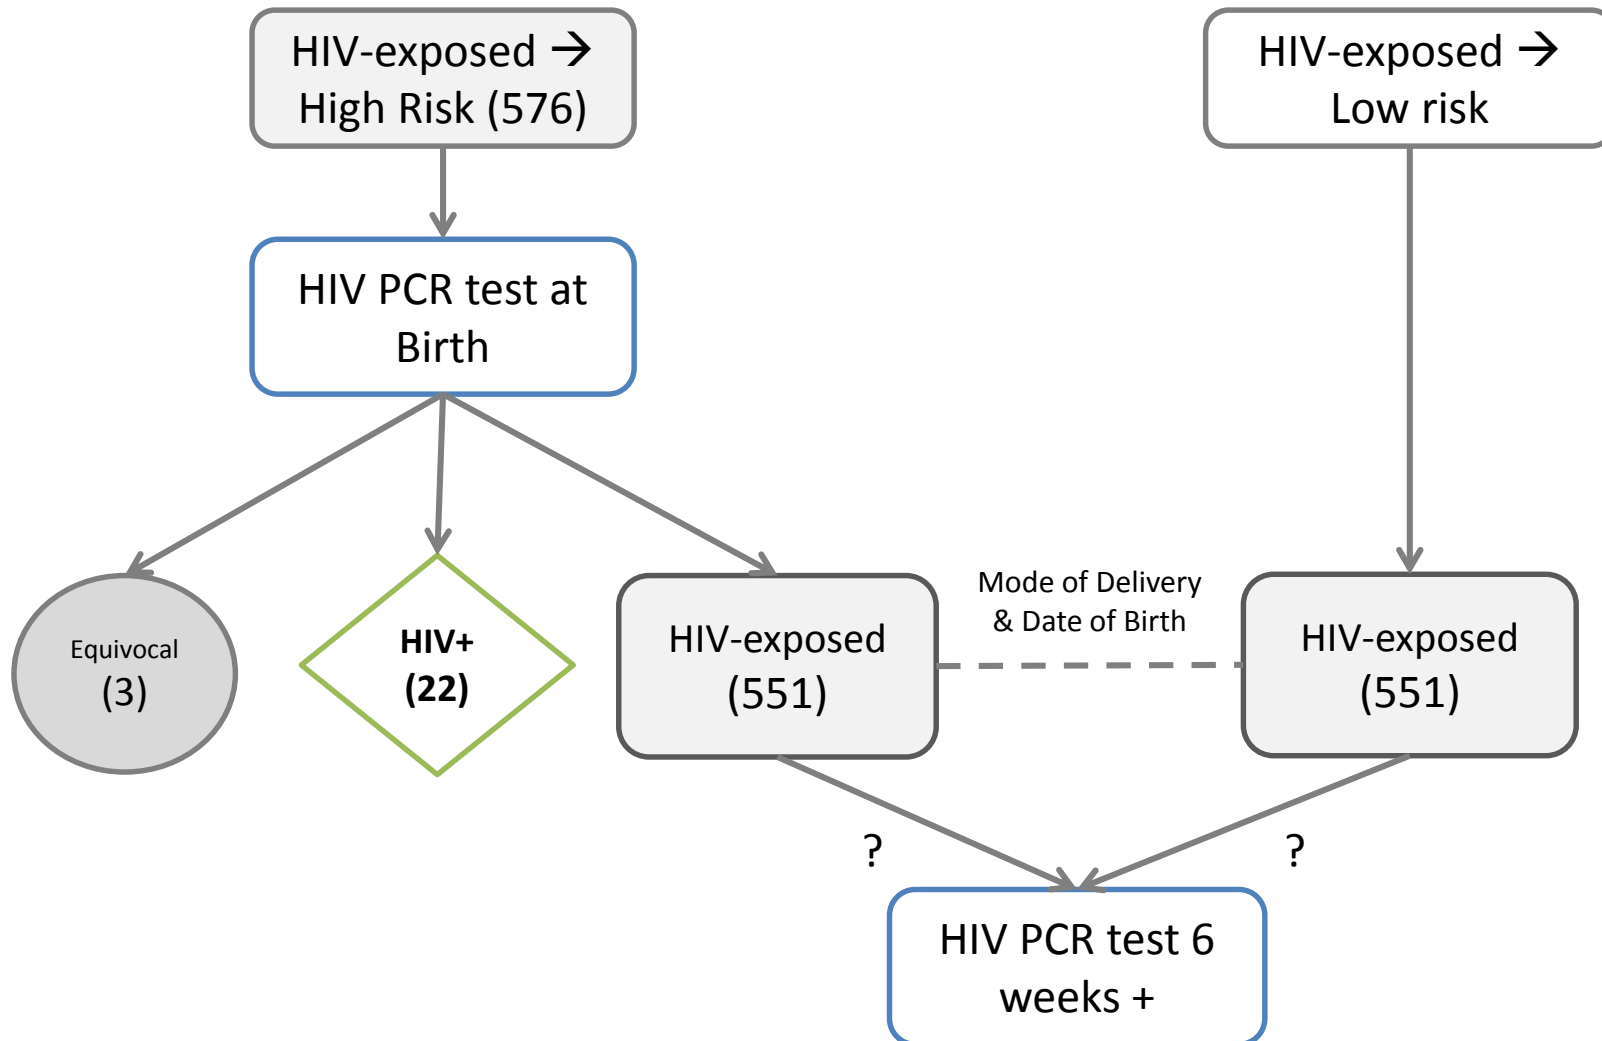 HIV-exposed →
High Risk (576)
HIV-exposed →
Low risk
HIV PCR test at
Birth
Equivocal
(3)
HIV+
(22)
HIV-exposed
(551)
Mode of Delivery
& Date of Birth
HIV-exposed
(551)
?
?
HIV PCR test 6
weeks +